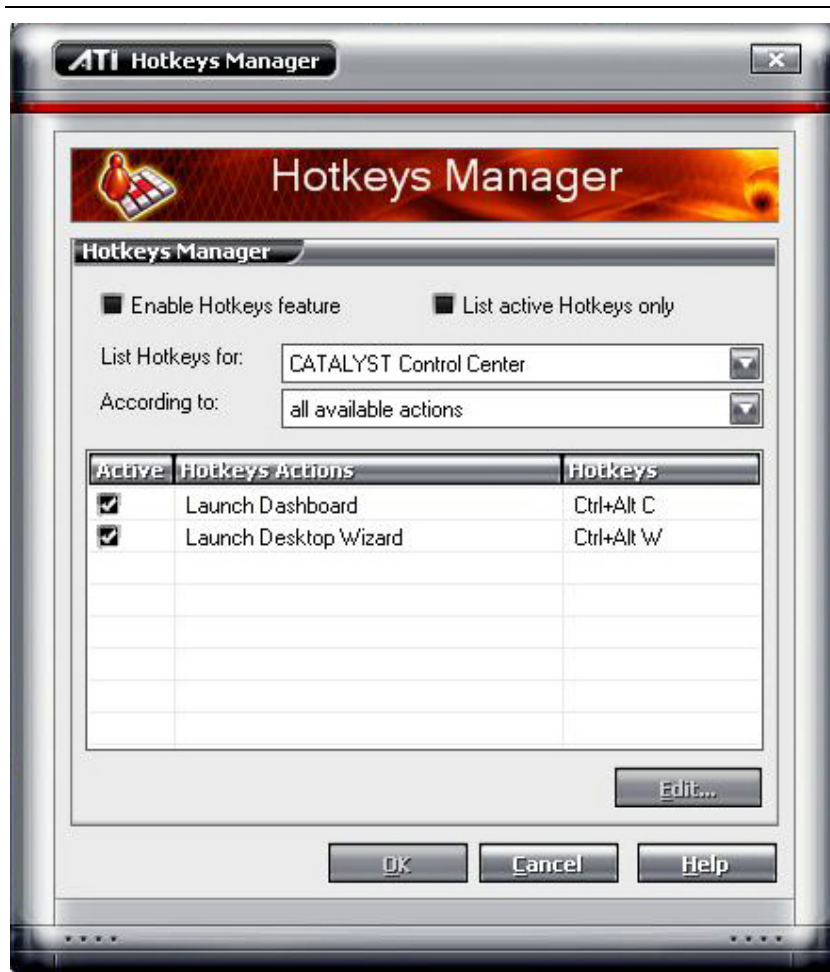 ATI Hotkeys Manager
Hotkeys Manager
Hotkeys Manager
Enable Hotkeys feature List active Hotkeys only
List Hotkeys for: CATALYST Control Center
According to: all available actions
Active Hotkeys Actions Hotkeys
Launch Dashboard Ctrl+Alt C
Launch Desktop Wizard Ctrl+Alt W
Edit...
OK Cancel Help